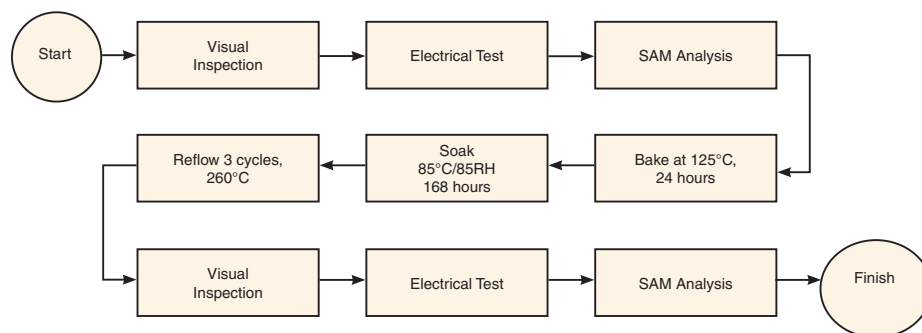 Start
Visual
Inspection
Electrical Test
SAM Analysis
Bake at 125°C,
24 hours
Soak
85°C/85RH
168 hours
Reflow 3 cycles,
260°C
Visual
Inspection
Electrical Test
SAM Analysis
Finish